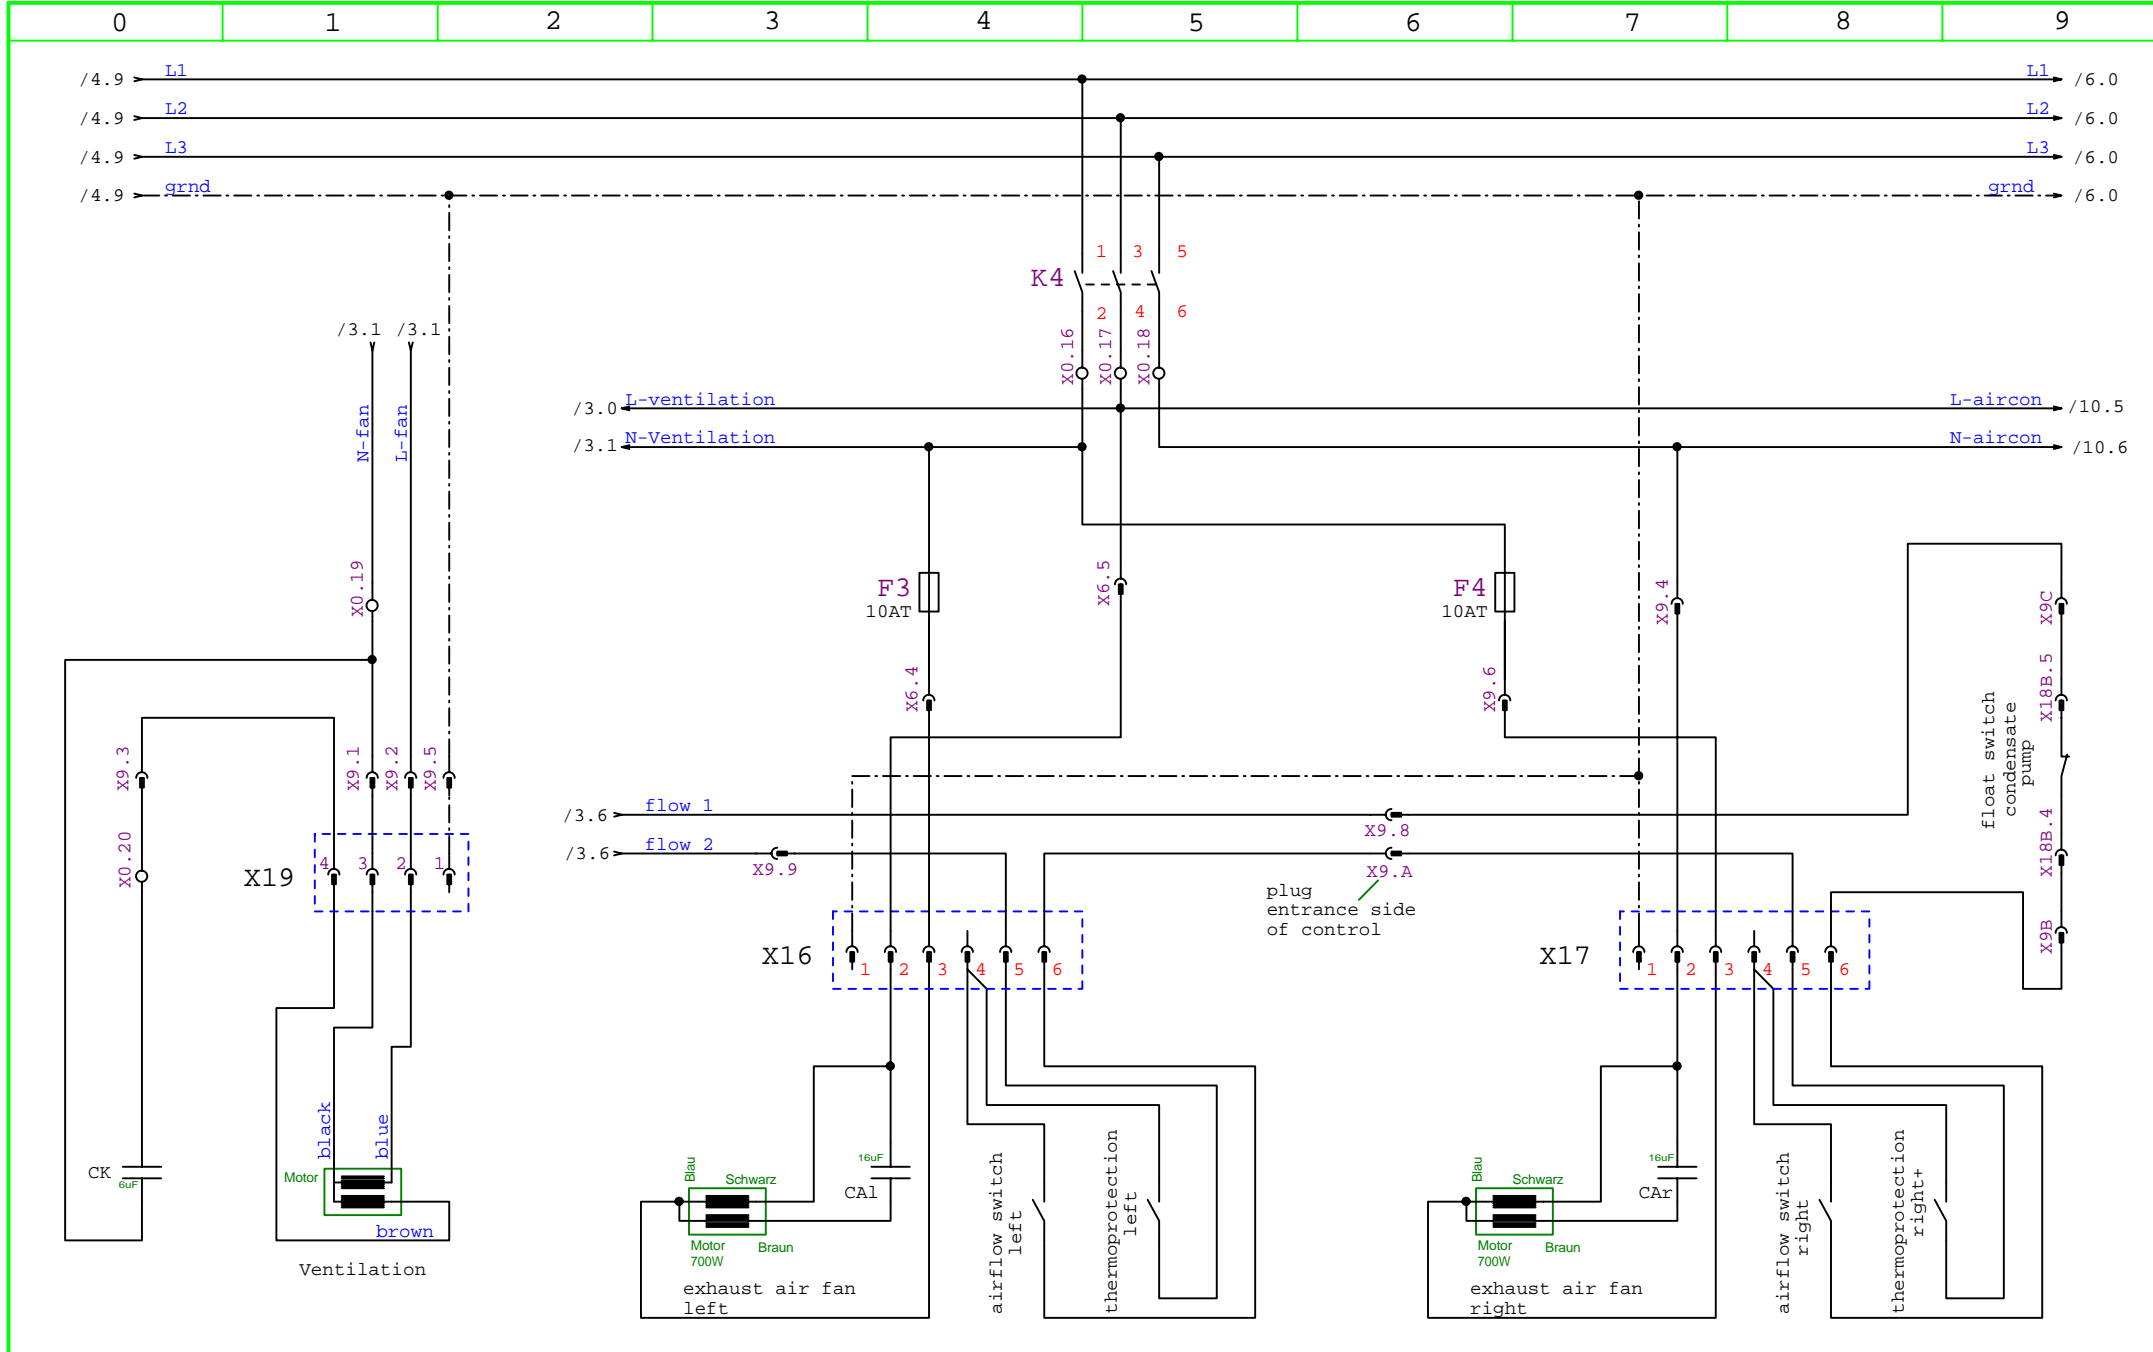 0 1 2 3 4 5 6 7 8 9
/4.9 L1 L1 /6.0
/4.9 L2 L2 /6.0
/4.9 L3 L3 /6.0
/4.9 grnd grnd /6.0
1 3 5
K4
2 4 6
/3.1 /3.1
X0.16 X0.17 X0.18
N-fan L-fan
/3.0 L-ventilation L-aircon /10.5
/3.1 N-Ventilation N-aircon /10.6
X0.19
F3
10AT
X6.5
F4
10AT
X9.4
X9C
X6.4
X9.6
X18B.5
float switch
condensate
pump
X9.3 X9.1 X9.2 X9.5
/3.6 flow 1
X9.8
/3.6 flow 2
X9.9
X9.A
X18B.4
X0.20
X19
4 3 2 1
plug
entrance side
of control
X9B
X16
1 2 3 4 5 6
X17
1 2 3 4 5 6
black
blue
CK
6uF
Motor
brown
Ventilation
Blau
Schwarz
16uF
CAl
Motor
700W
Braun
exhaust air fan
left
airflow switch
left
thermoprotection
left
Blau
Schwarz
16uF
CAr
Motor
700W
Braun
exhaust air fan
right
airflow switch
right
thermoprotection
right+